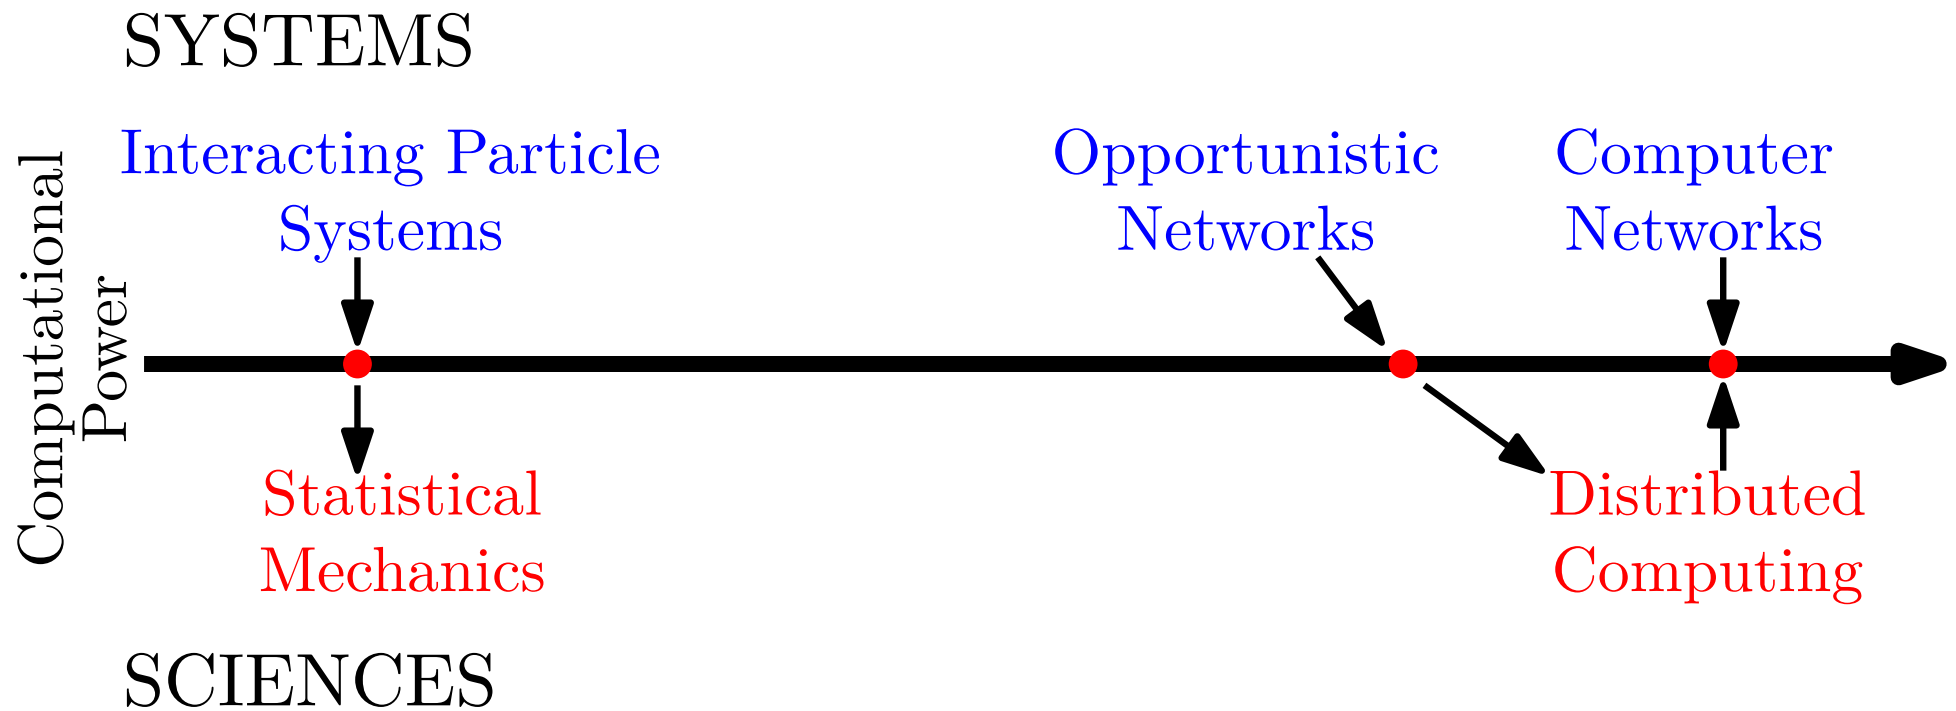 SYSTEMS
Interacting Particle
Systems
Opportunistic
Networks
Computer
Networks
Computational
Power
Statistical
Mechanics
Distributed
Computing
SCIENCES